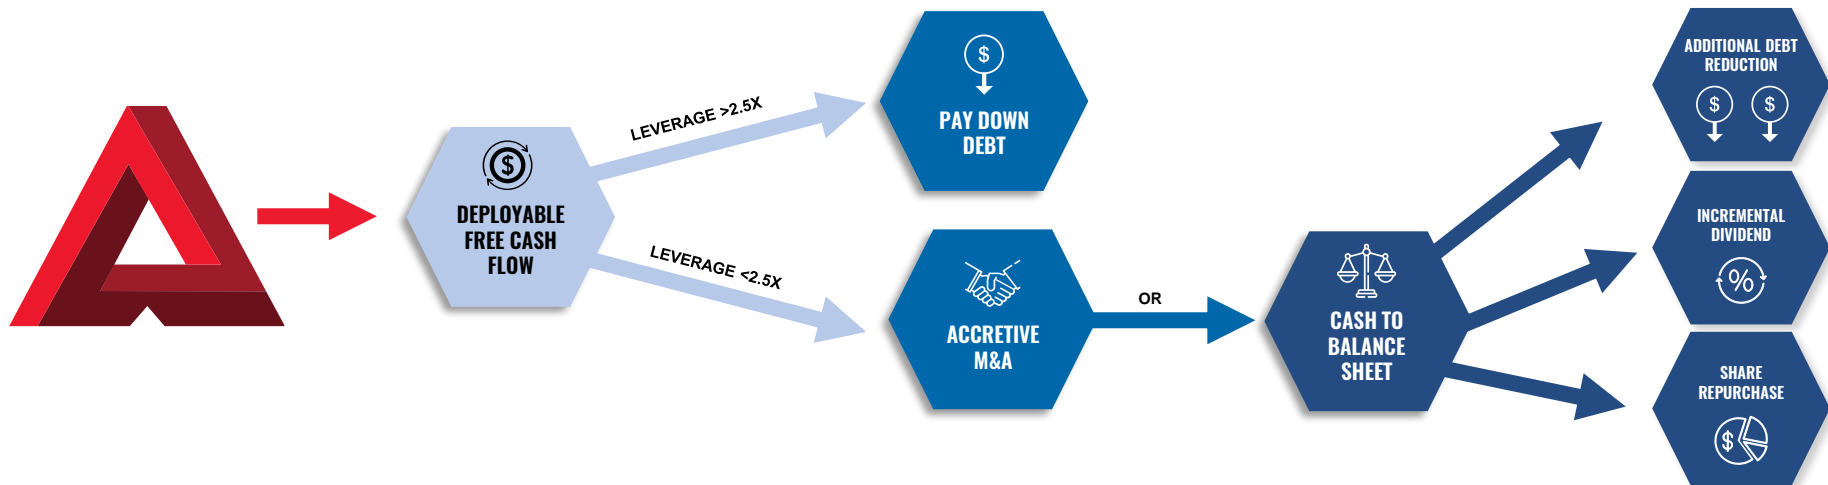 DEPLOYABLE
FREE CASH
FLOW
LEVERAGE >2.5X
LEVERAGE <2.5X
$
PAY DOWN
DEBT
ACCRETIVE
M&A
OR
CASH TO
BALANCE
SHEET
ADDITIONAL DEBT
REDUCTION
$ $
INCREMENTAL
DIVIDEND
%
SHARE
REPURCHASE
$